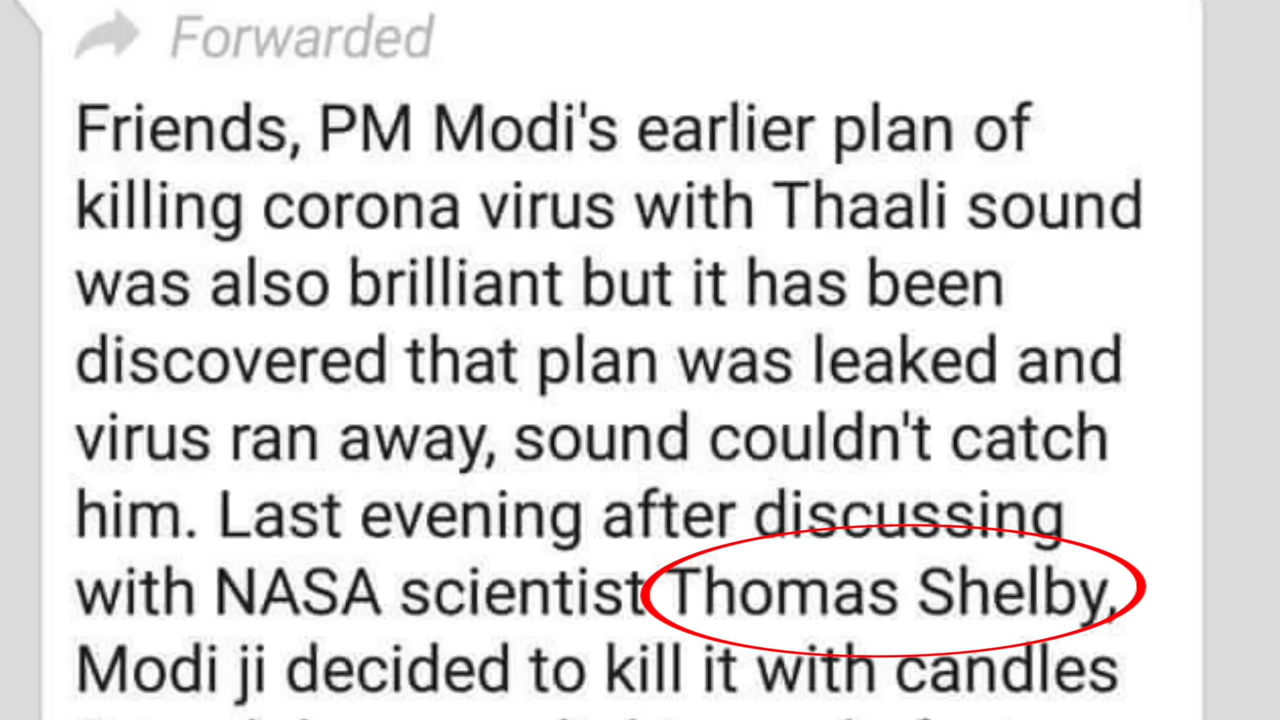 Forwarded
Friends, PM Modi's earlier plan of
killing corona virus with Thaali sound
was also brilliant but it has been
discovered that plan was leaked and
virus ran away, sound couldn't catch
him. Last evening after discussing
with NASA scientist Thomas Shelby,
Modi ji decided to kill it with candles